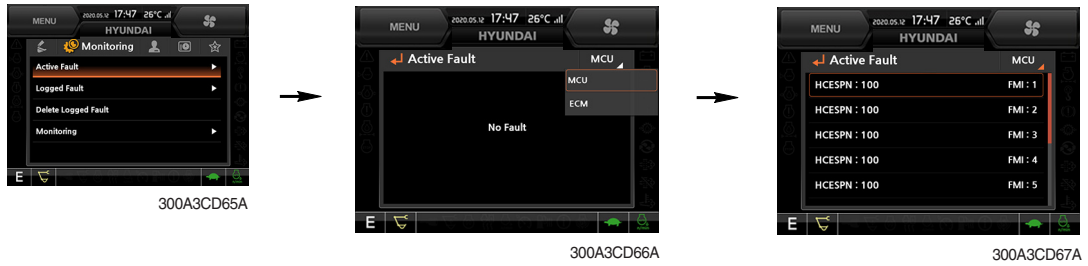 MENU
2020.05.12 17:47 26°C
HYUNDAI
Monitoring
Active Fault
Logged Fault
Delete Logged Fault
Monitoring
E
300A3CD65A
MENU
2020.05.12 17:47 26°C
HYUNDAI
Active Fault MCU
MCU
ECM
No Fault
E
300A3CD66A
MENU
2020.05.12 17:47 26°C
HYUNDAI
Active Fault MCU
HCESPN : 100 FMI : 1
HCESPN : 100 FMI : 2
HCESPN : 100 FMI : 3
HCESPN : 100 FMI : 4
HCESPN : 100 FMI : 5
E
300A3CD67A